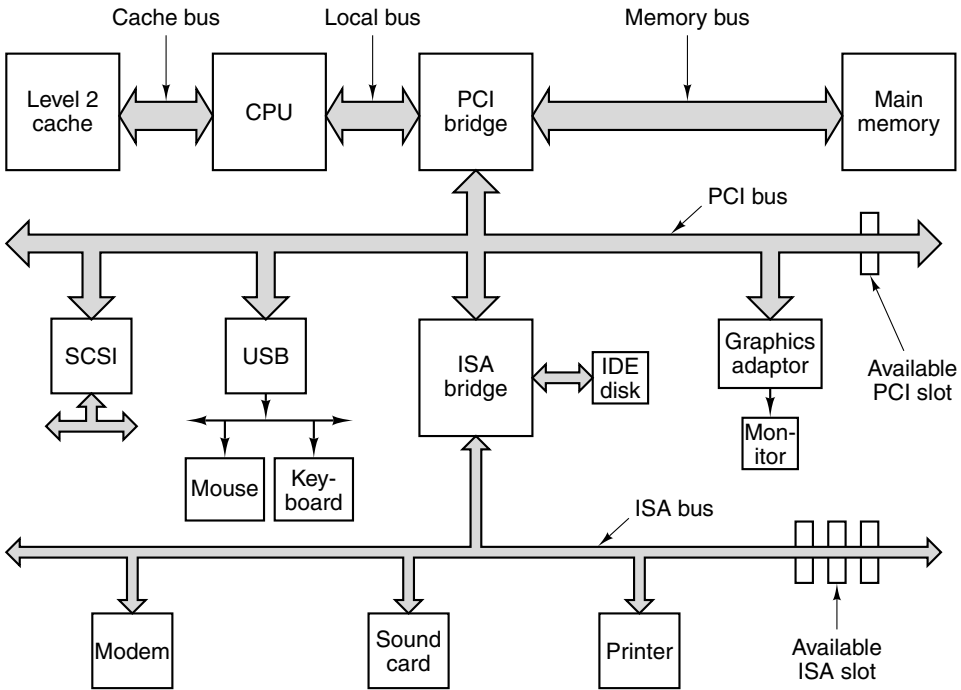 Cache bus
Local bus
Memory bus
Level 2
cache
CPU
PCI
bridge
Main
memory
PCI bus
SCSI
USB
ISA
bridge
IDE
disk
Graphics
adaptor
Available
PCI slot
Mon-
itor
Mouse
Key-
board
ISA bus
Modem
Sound
card
Printer
Available
ISA slot